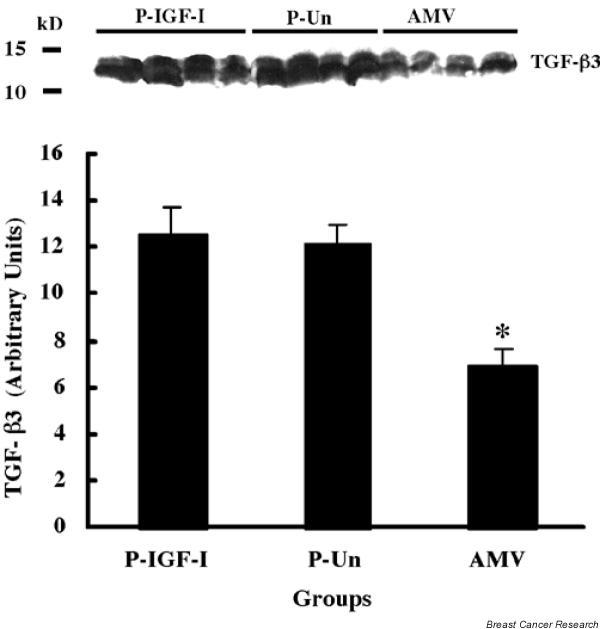 kD P-IGF-I P-Un AMV
15
TGF-β3
10
16
14
12
10
8
6
4
2
0
TGF-β3 (Arbitrary Units)
*
P-IGF-I P-Un AMV
Groups
Breast Cancer Research